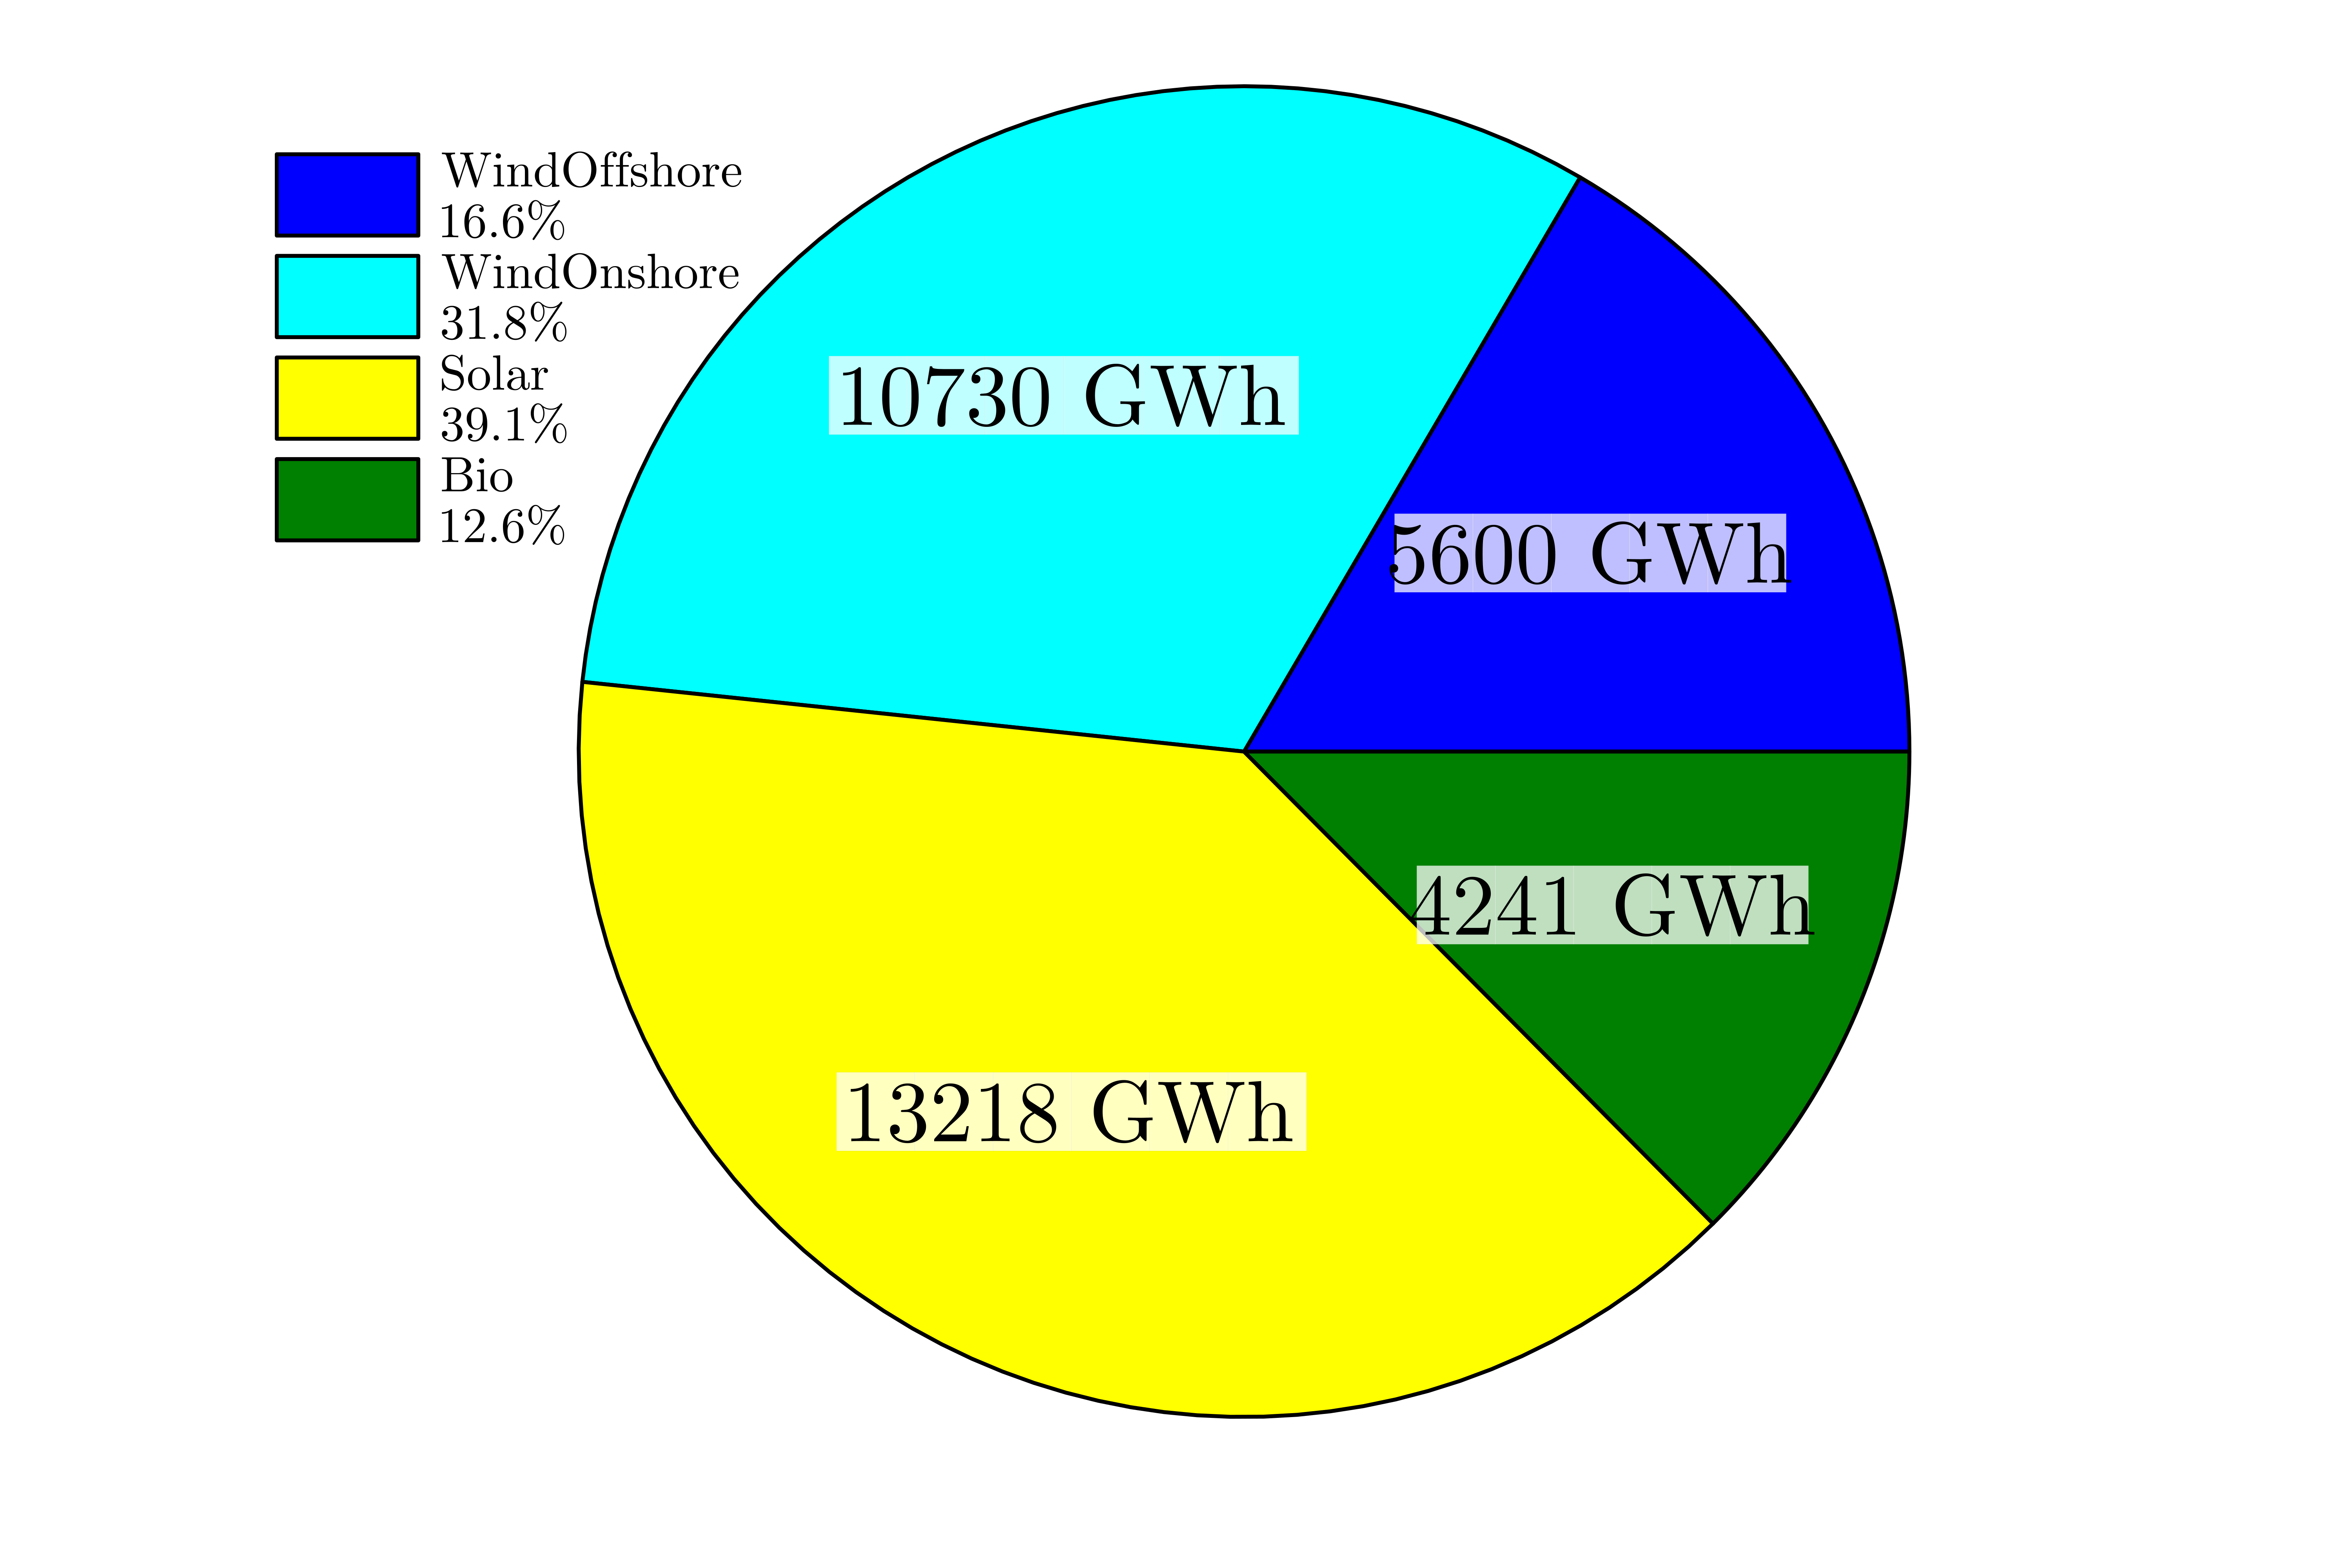 WindOffshore
16.6%
WindOnshore
31.8%
Solar
39.1%
Bio
12.6%
10730 GWh
5600 GWh
4241 GWh
13218 GWh